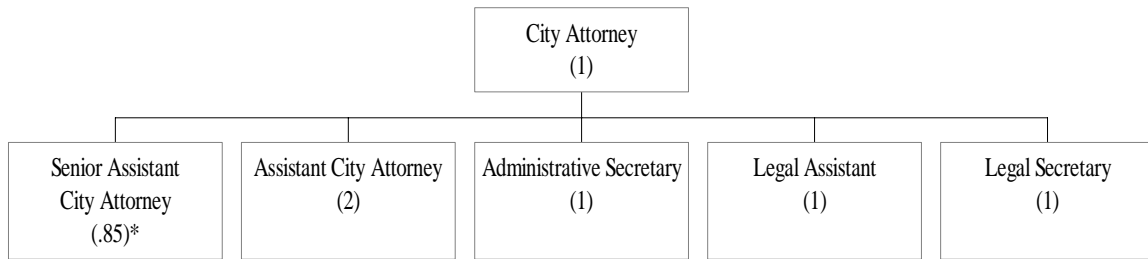 City Attorney
(1)
Senior Assistant
City Attorney
(.85)*
Assistant City Attorney
(2)
Administrative Secretary
(1)
Legal Assistant
(1)
Legal Secretary
(1)